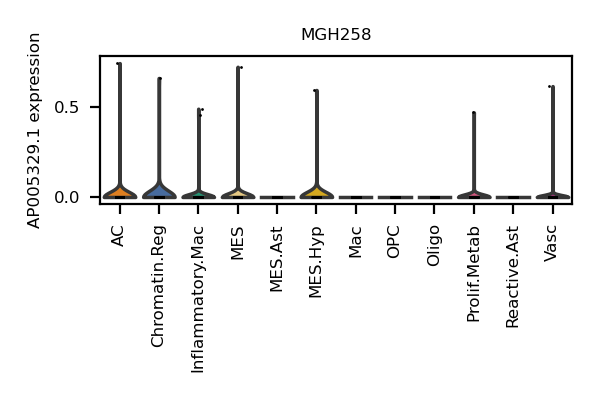 MGH258
AP005329.1 expression
0.5
0.0
AC
Chromatin.Reg
Inflammatory.Mac
MES
MES.Ast
MES.Hyp
Mac
OPC
Oligo
Prolif.Metab
Reactive.Ast
Vasc